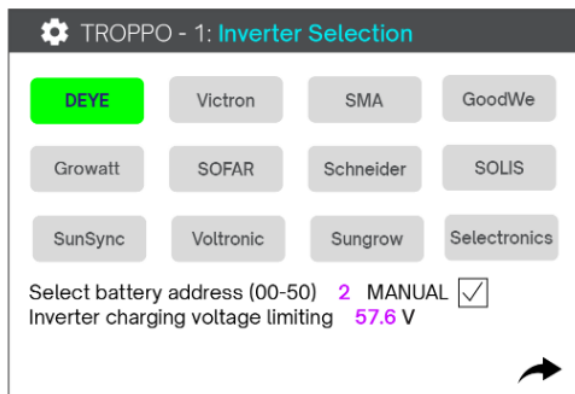 TROPPO - 1: Inverter Selection
DEYE Victron SMA GoodWe
Growatt SOFAR Schneider SOLIS
SunSync Voltronic Sungrow Selectronics
Select battery address (00-50) 2 MANUAL
Inverter charging voltage limiting 57.6 V